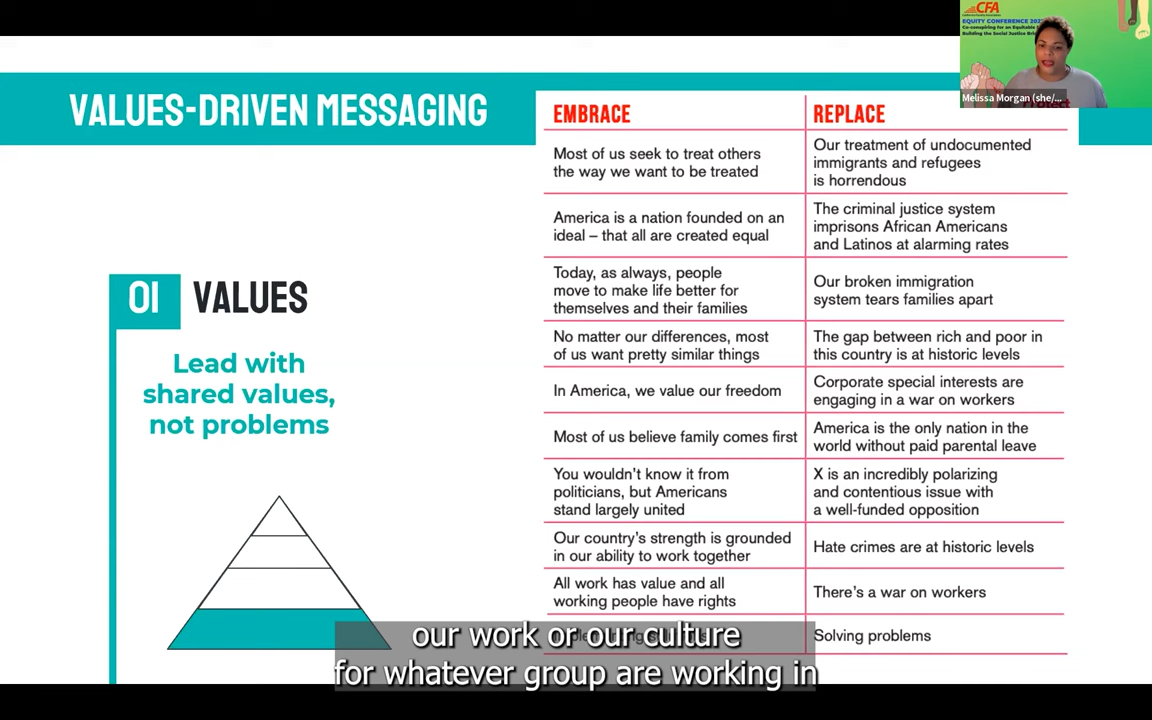 CFA
EQUITY CONFERENCE 202
Co-conspiring for an Equitable
Building the Social Justice Bri
Melissa Morgan (she/...
VALUES-DRIVEN MESSAGING
EMBRACE
REPLACE
Most of us seek to treat others
the way we want to be treated
Our treatment of undocumented
immigrants and refugees
is horrendous
America is a nation founded on an
ideal – that all are created equal
The criminal justice system
imprisons African Americans
and Latinos at alarming rates
Today, as always, people
move to make life better for
themselves and their families
Our broken immigration
system tears families apart
No matter our differences, most
of us want pretty similar things
The gap between rich and poor in
this country is at historic levels
In America, we value our freedom
Corporate special interests are
engaging in a war on workers
Most of us believe family comes first
America is the only nation in the
world without paid parental leave
You wouldn't know it from
politicians, but Americans
stand largely united
X is an incredibly polarizing
and contentious issue with
a well-funded opposition
Our country's strength is grounded
in our ability to work together
Hate crimes are at historic levels
All work has value and all
working people have rights
There's a war on workers
Solving problems
01 VALUES
Lead with
shared values,
not problems
our work or our culture
for whatever group are working in